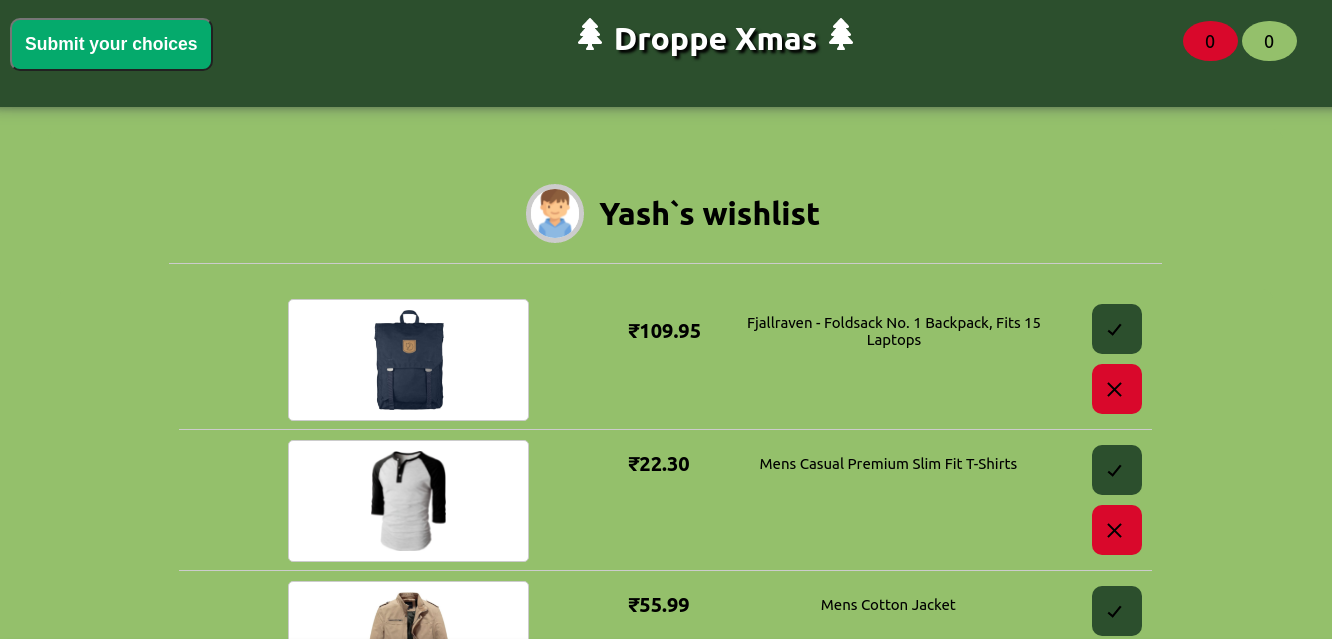 Submit your choices
Droppe Xmas
0
0
Yash`s wishlist
₹109.95
Fjallraven - Foldsack No. 1 Backpack, Fits 15
Laptops
₹22.30
Mens Casual Premium Slim Fit T-Shirts
₹55.99
Mens Cotton Jacket